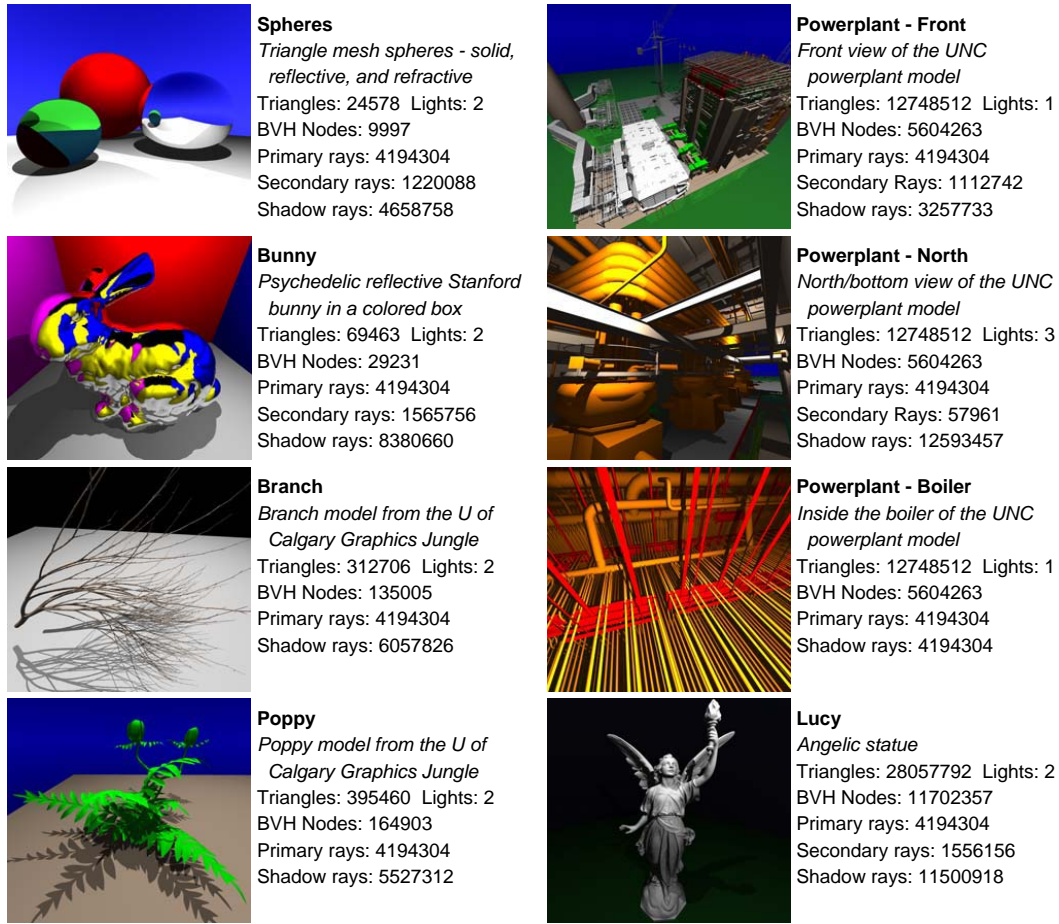 Spheres
Triangle mesh spheres - solid,
reflective, and refractive
Triangles: 24578  Lights: 2
BVH Nodes: 9997
Primary rays: 4194304
Secondary rays: 1220088
Shadow rays: 4658758
Bunny
Psychedelic reflective Stanford
bunny in a colored box
Triangles: 69463  Lights: 2
BVH Nodes: 29231
Primary rays: 4194304
Secondary rays: 1565756
Shadow rays: 8380660
Branch
Branch model from the U of
Calgary Graphics Jungle
Triangles: 312706  Lights: 2
BVH Nodes: 135005
Primary rays: 4194304
Shadow rays: 6057826
Poppy
Poppy model from the U of
Calgary Graphics Jungle
Triangles: 395460  Lights: 2
BVH Nodes: 164903
Primary rays: 4194304
Shadow rays: 5527312
Powerplant - Front
Front view of the UNC
powerplant model
Triangles: 12748512  Lights: 1
BVH Nodes: 5604263
Primary rays: 4194304
Secondary Rays: 1112742
Shadow rays: 3257733
Powerplant - North
North/bottom view of the UNC
powerplant model
Triangles: 12748512  Lights: 3
BVH Nodes: 5604263
Primary rays: 4194304
Secondary Rays: 57961
Shadow rays: 12593457
Powerplant - Boiler
Inside the boiler of the UNC
powerplant model
Triangles: 12748512  Lights: 1
BVH Nodes: 5604263
Primary rays: 4194304
Shadow rays: 4194304
Lucy
Angelic statue
Triangles: 28057792  Lights: 2
BVH Nodes: 11702357
Primary rays: 4194304
Secondary rays: 1556156
Shadow rays: 11500918